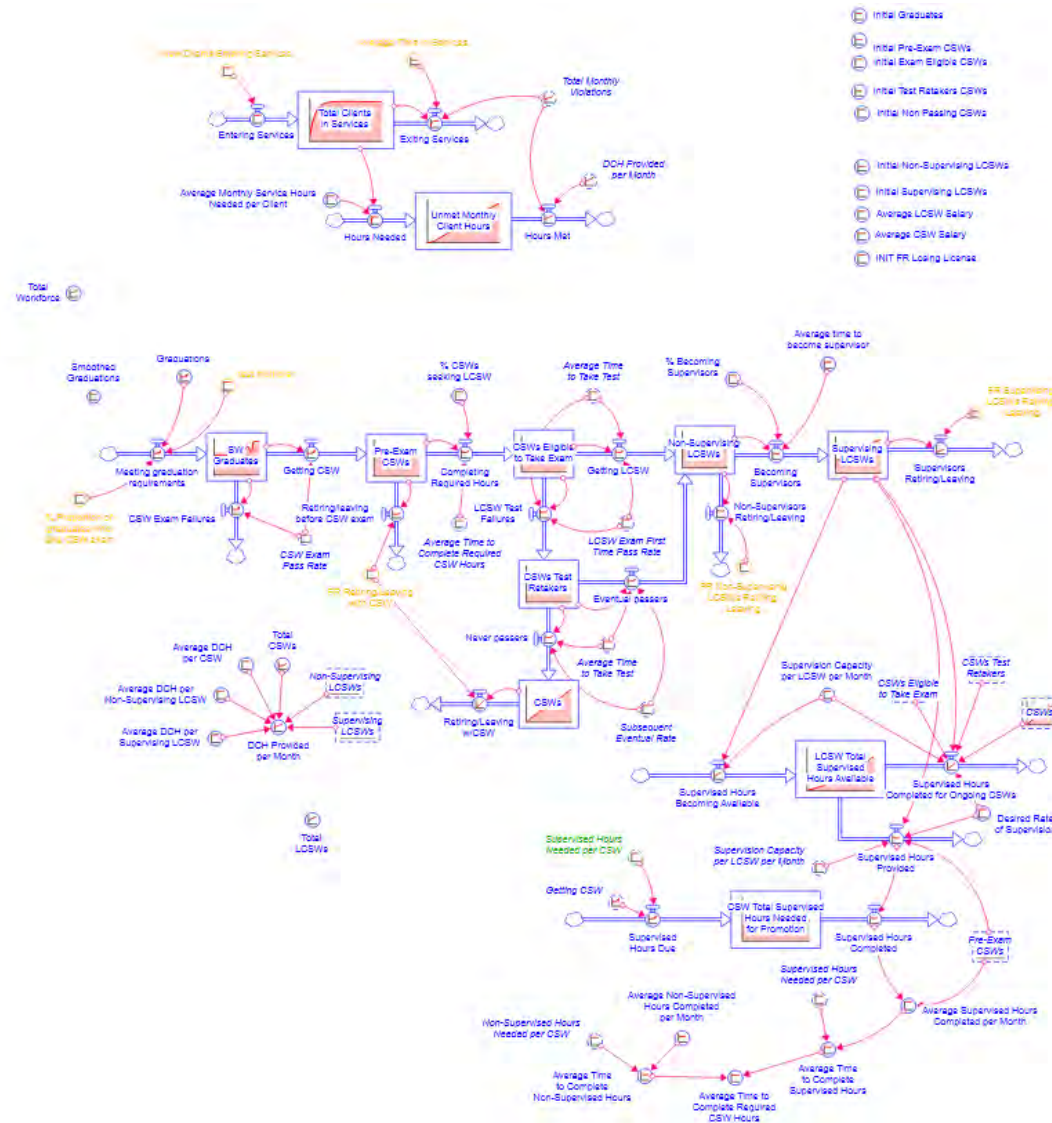 Initial Graduates
Initial Pre-Exam CSWs
Initial Exam Eligible CSWs
Initial Test Retakers CSWs
Initial Non Passing CSWs
Initial Non-Supervising LCSWs
Initial Supervising LCSWs
Average LCSW Salary
Average CSW Salary
INIT FR Losing License
Total Monthly
Violations
Total Clients
in Services
Entering Services
Exiting Services
DCH Provided
per Month
Average Monthly Service Hours
Needed per Client
Unmet Monthly
Client Hours
Hours Needed
Hours Met
Total
Workforce
Smoothed
Graduations
Graduations
% CSWs
seeking LCSW
Average Time
to Take Test
% Becoming
Supervisors
Average time to
become supervisor
SW
Graduates
Pre-Exam
CSWs
CSWs Eligible
to Take Exam
Non-Supervising
LCSWs
Supervising
LCSWs
Meeting graduation
requirements
Getting CSW
Completing
Required Hours
Getting LCSW
Becoming
Supervisors
Supervisors
Retiring/Leaving
CSW Exam Failures
Retiring/leaving
before CSW exam
LCSW Test
Failures
Non-Supervisors
Retiring/Leaving
CSW Exam
Pass Rate
Average Time to
Complete Required
CSW Hours
LCSW Exam First
Time Pass Rate
FR Retiring/Leaving
with CSW
FR Non-Supervising
LCSWs Retiring
Leaving
CSWs Test
Retakers
Eventual passers
Never passers
Average Time
to Take Test
CSWs
Retiring/Leaving
w/CSW
Subsequent
Eventual Rate
Average DCH
per CSW
Total
CSWs
Average DCH per
Non-Supervising LCSW
Non-Supervising
LCSWs
Average DCH per
Supervising LCSW
Supervising
LCSWs
DCH Provided
per Month
Total
LCSWs
Supervision Capacity
per LCSW per Month
CSWs Eligible
to Take Exam
CSWs Test
Retakers
CSWs
LCSW Total
Supervised
Hours Available
Supervised Hours
Becoming Available
Supervised Hours
Completed for Ongoing CSWs
Desired Rate
of Supervision
Supervised Hours
Needed per CSW
Supervision Capacity
per LCSW per Month
Supervised Hours
Provided
Getting CSW
CSW Total Supervised
Hours Needed
for Promotion
Supervised
Hours Due
Supervised Hours
Completed
Pre-Exam
CSWs
Supervised Hours
Needed per CSW
Average Non-Supervised
Hours Completed
per Month
Average Supervised Hours
Completed per Month
Non-Supervised Hours
Needed per CSW
Average Time
to Complete
Non-Supervised Hours
Average Time to
Complete Required
CSW Hours
Average Time
to Complete
Supervised Hours